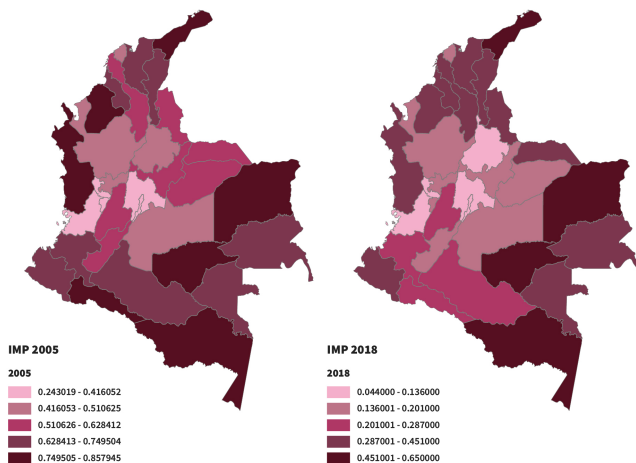 IMP 2005
2005
0.243019 - 0.416052
0.416053 - 0.510625
0.510626 - 0.628412
0.628413 - 0.749504
0.749505 - 0.857945
IMP 2018
2018
0.044000 - 0.136000
0.136001 - 0.201000
0.201001 - 0.287000
0.287001 - 0.451000
0.451001 - 0.650000